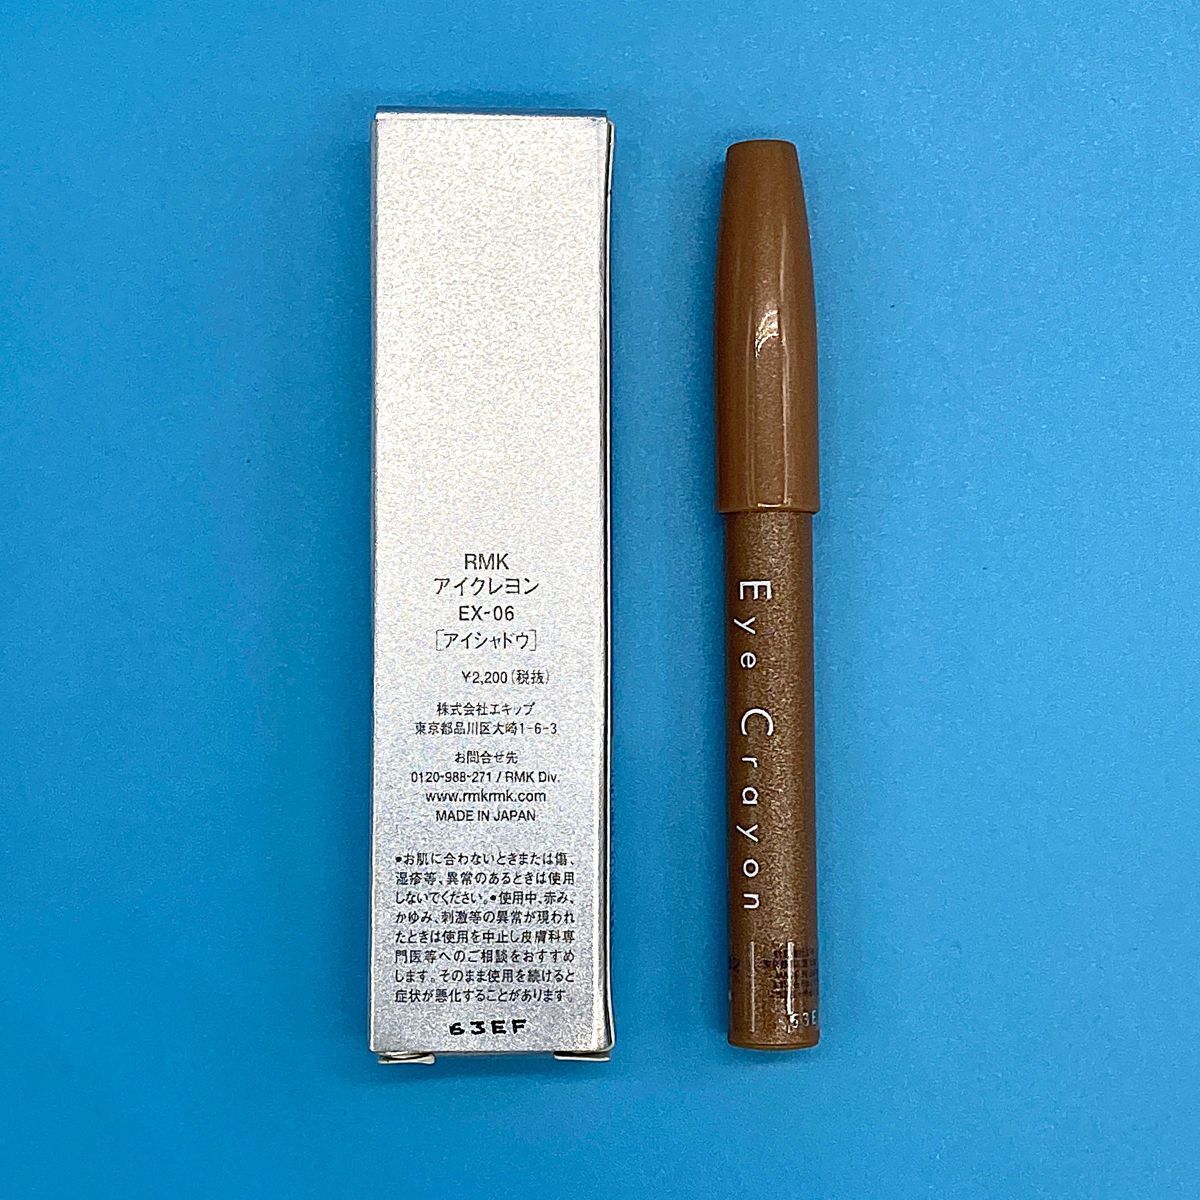 RMK
アイクレヨン
EX-06
[アイシャドウ]
¥2,200(税抜)
株式会社エキップ
東京都品川区大崎1-6-3
お問合せ先
0120-988-271 / RMK Div.
www.rmkrmk.com
MADE IN JAPAN
●お肌に合わないときまたは傷、
湿疹等、異常のあるときは使用
しないでください。●使用中、赤み、
かゆみ、刺激等の異常が現われ
たときは使用を中止し皮膚科専
門医等へのご相談をおすすめ
します。そのまま使用を続けると
症状が悪化することがあります。
63EF
Eye Crayon